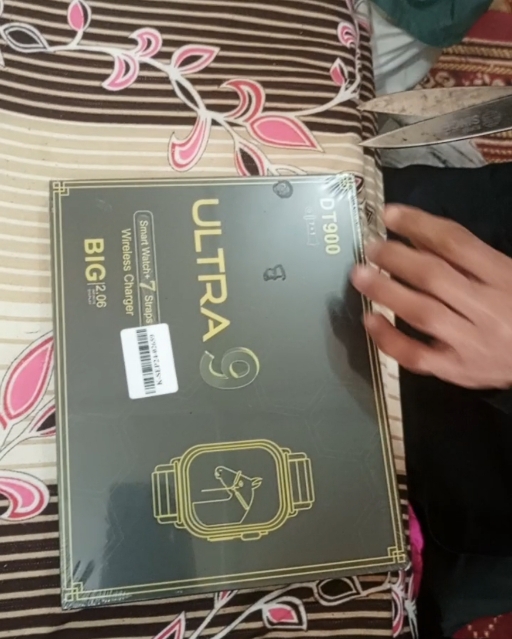 DT900
ULTRA 9
Smart Watch+ 7 Straps
Wireless Charger
BIG 2.06